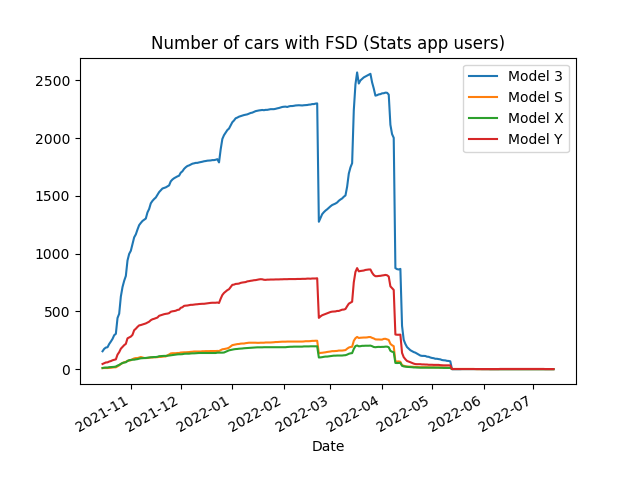 Number of cars with FSD (Stats app users)
2500
2000
1500
1000
500
0
Model 3
Model S
Model X
Model Y
2021-11
2021-12
2022-01
2022-02
2022-03
2022-04
2022-05
2022-06
2022-07
Date